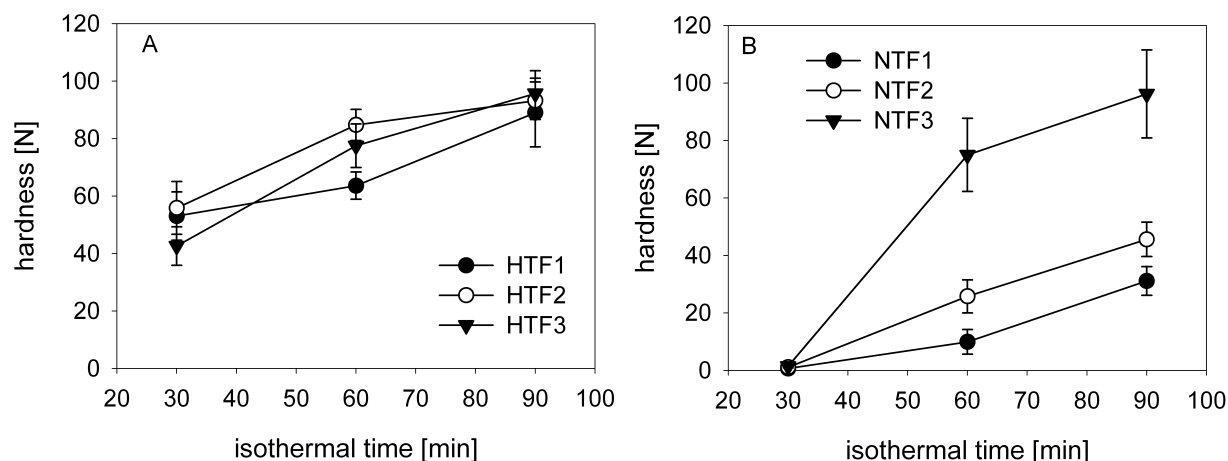 A
120
100
80
60
40
20
0
hardness [N]
HTF1
HTF2
HTF3
20 30 40 50 60 70 80 90 100
isothermal time [min]
B
120
100
80
60
40
20
0
hardness [N]
NTF1
NTF2
NTF3
20 30 40 50 60 70 80 90 100
isothermal time [min]